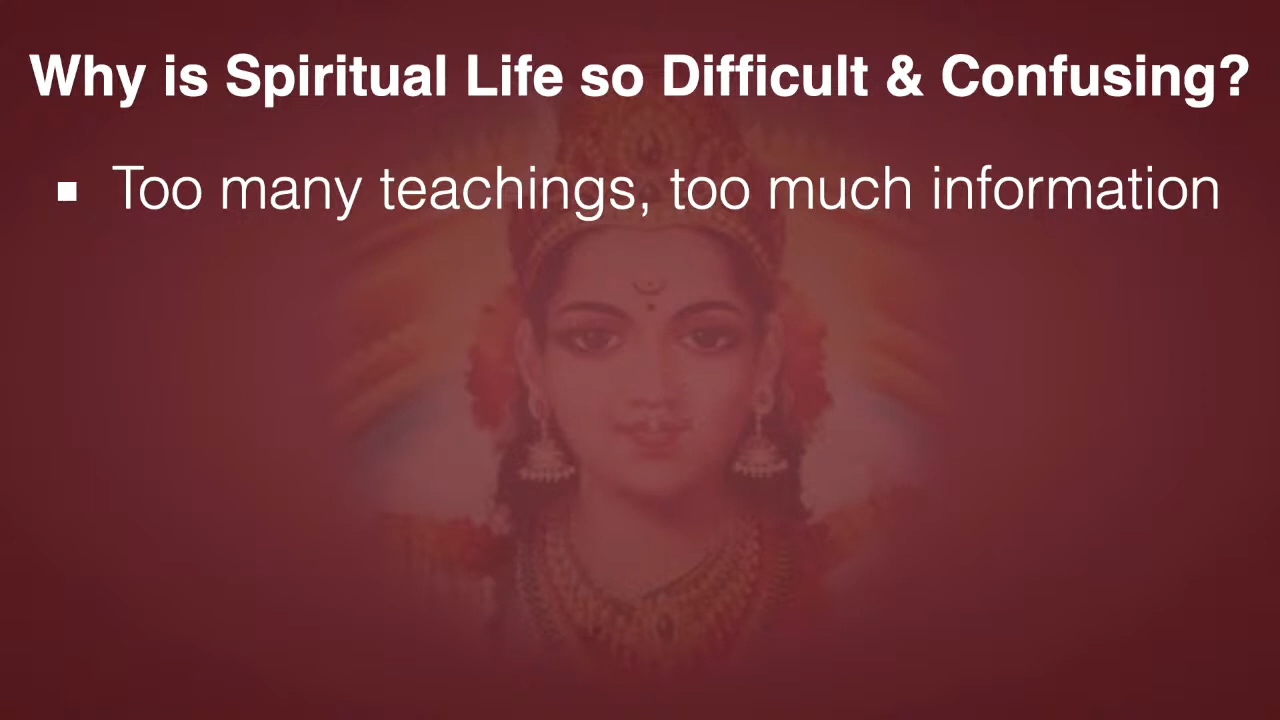 Why is Spiritual Life so Difficult & Confusing?
▪ Too many teachings, too much information